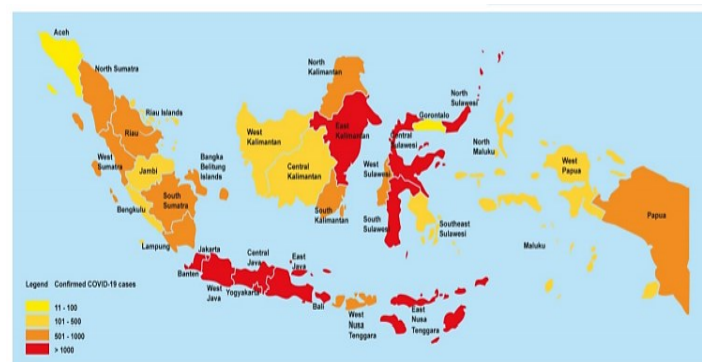 Aceh
North Sumatra
Riau Islands
Riau
West
Sumatra
Jambi
Bangka
Belitung
Islands
South
Sumatra
Bengkulu
Lampung
North
Kalimantan
West
Kalimantan
East
Kalimantan
Central
Kalimantan
South
Kalimantan
North
Sulawesi
Gorontalo
Central
Sulawesi
West
Sulawesi
South
Sulawesi
Southeast
Sulawesi
North
Maluku
Maluku
West
Papua
Papua
Jakarta
Banten
West
Java
Central
Java
Yogyakarta
East
Java
Bali
West
Nusa
Tenggara
East
Nusa
Tenggara
Legend Confirmed COVID-19 cases
11 - 100
101 - 500
501 - 1000
> 1000